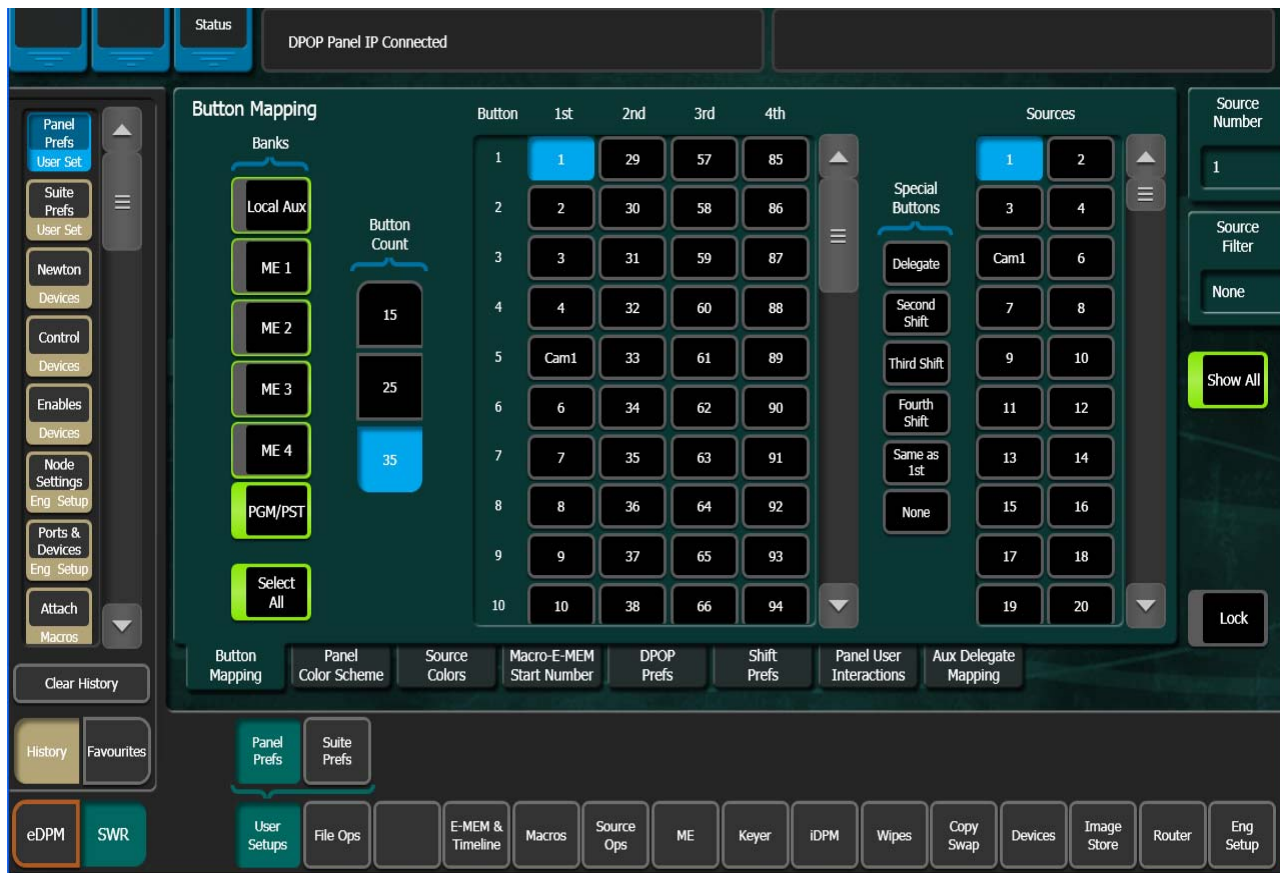 Status
DPOP Panel IP Connected
Panel
Prefs
User Set
Suite
Prefs
User Set
Newton
Devices
Control
Devices
Enables
Devices
Node
Settings
Eng Setup
Ports &
Devices
Eng Setup
Attach
Macros
Clear History
History Favourites
eDPM SWR
Button Mapping
Banks
Local Aux
ME 1
ME 2
ME 3
ME 4
PGM/PST
Select
All
Button
Count
15
25
35
Button 1st 2nd 3rd 4th
1 1 29 57 85
2 2 30 58 86
3 3 31 59 87
4 4 32 60 88
5 Cam1 33 61 89
6 6 34 62 90
7 7 35 63 91
8 8 36 64 92
9 9 37 65 93
10 10 38 66 94
Special
Buttons
Delegate
Second
Shift
Third Shift
Fourth
Shift
Same as
1st
None
Sources
1 2
3 4
Cam1 6
7 8
9 10
11 12
13 14
15 16
17 18
19 20
Source
Number
1
Source
Filter
None
Show All
Lock
Button
Mapping
Panel
Color Scheme
Source
Colors
Macro-E-MEM
Start Number
DPOP
Prefs
Shift
Prefs
Panel User
Interactions
Aux Delegate
Mapping
Panel
Prefs
Suite
Prefs
User
Setups
File Ops
E-MEM &
Timeline
Macros
Source
Ops
ME
Keyer
iDPM
Wipes
Copy
Swap
Devices
Image
Store
Router
Eng
Setup